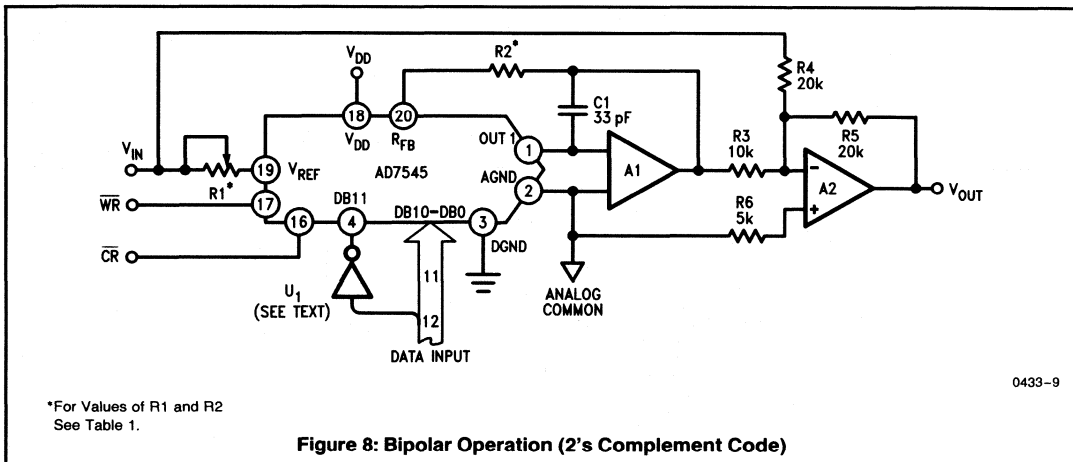 R2*
R4
20k
VDD
C1
33 pF
R5
20k
18
20
VDD
RFB
OUT 1
1
VIN
A1
R3
10k
-
A2
+
VOUT
19
VREF
AD7545
AGND
2
R1*
R6
5k
WR
17
DB11
DB10–DB0
16
4
3
DGND
CR
11
ANALOG
COMMON
U1
(SEE TEXT)
12
DATA INPUT
0433–9
*For Values of R1 and R2
See Table 1.
Figure 8: Bipolar Operation (2's Complement Code)